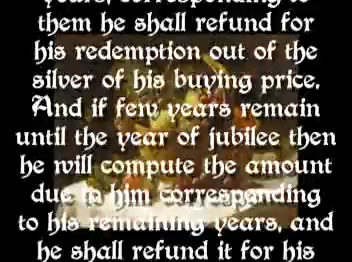 years, corresponding to
them he shall refund for
his redemption out of the
silver of his buying price.
And if few years remain
until the year of jubilee then
he will compute the amount
due to him corresponding
to his remaining years, and
he shall refund it for his